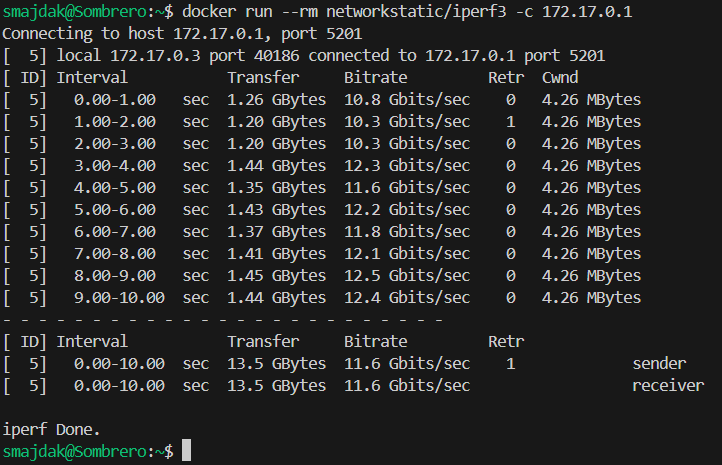 smajdak@Sombrero:~$ docker run --rm networkstatic/iperf3 -c 172.17.0.1
Connecting to host 172.17.0.1, port 5201
[  5] local 172.17.0.3 port 40186 connected to 172.17.0.1 port 5201
[ ID] Interval           Transfer     Bitrate         Retr  Cwnd
[  5]   0.00-1.00   sec  1.26 GBytes  10.8 Gbits/sec    0   4.26 MBytes
[  5]   1.00-2.00   sec  1.20 GBytes  10.3 Gbits/sec    1   4.26 MBytes
[  5]   2.00-3.00   sec  1.20 GBytes  10.3 Gbits/sec    0   4.26 MBytes
[  5]   3.00-4.00   sec  1.44 GBytes  12.3 Gbits/sec    0   4.26 MBytes
[  5]   4.00-5.00   sec  1.35 GBytes  11.6 Gbits/sec    0   4.26 MBytes
[  5]   5.00-6.00   sec  1.43 GBytes  12.2 Gbits/sec    0   4.26 MBytes
[  5]   6.00-7.00   sec  1.37 GBytes  11.8 Gbits/sec    0   4.26 MBytes
[  5]   7.00-8.00   sec  1.41 GBytes  12.1 Gbits/sec    0   4.26 MBytes
[  5]   8.00-9.00   sec  1.45 GBytes  12.5 Gbits/sec    0   4.26 MBytes
[  5]   9.00-10.00  sec  1.44 GBytes  12.4 Gbits/sec    0   4.26 MBytes
- - - - - - - - - - - - - - - - - - - - - - - - -
[ ID] Interval           Transfer     Bitrate         Retr
[  5]   0.00-10.00  sec  13.5 GBytes  11.6 Gbits/sec    1             sender
[  5]   0.00-10.00  sec  13.5 GBytes  11.6 Gbits/sec                  receiver

iperf Done.
smajdak@Sombrero:~$